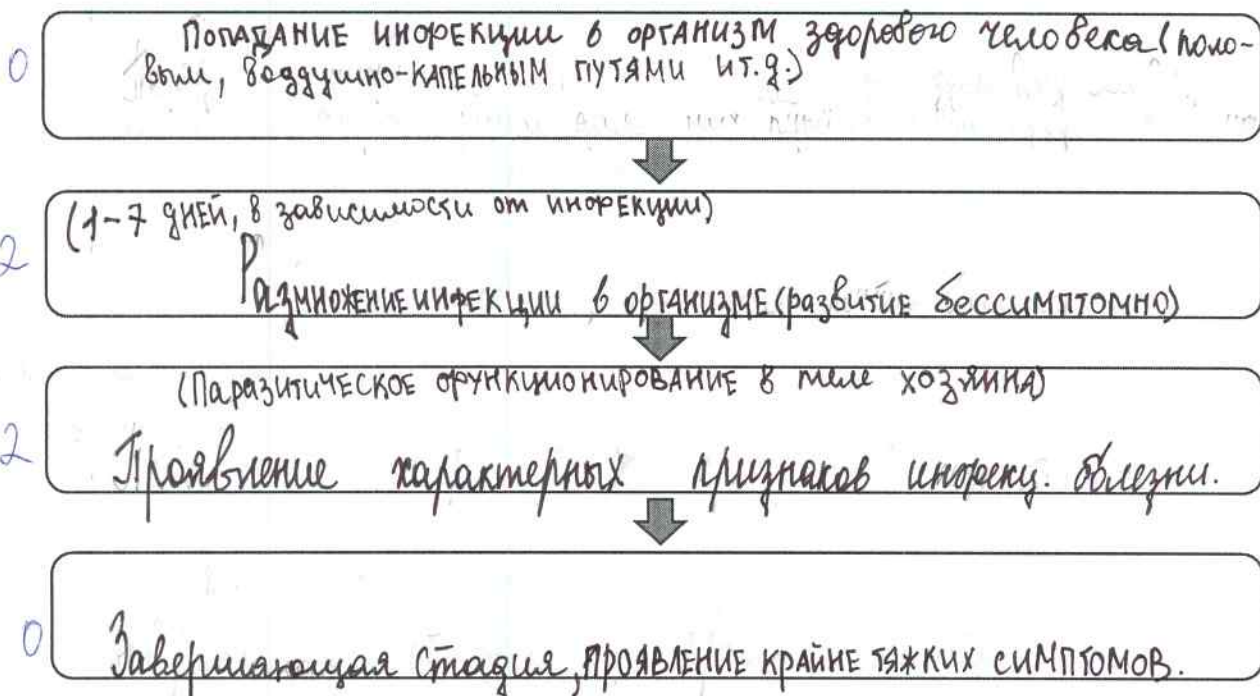 0
ПОПАДАНИЕ ИНФЕКЦИИ в ОРГАНИЗМ здорового человека (поло-
вым, воздушно-КАПЕЛЬНЫМ ПУТЯМИ ит.д.)
2
(1-7 дней, в зависимости от инфекции)
Размножение инфекции в организме (развитие бессимптомно)
2
(Паразитическое функционирование в теле хозяина)
Проявление характерных признаков инфекц. болезни.
0
Завершающая стадия, проявление крайне тяжких симптомов.